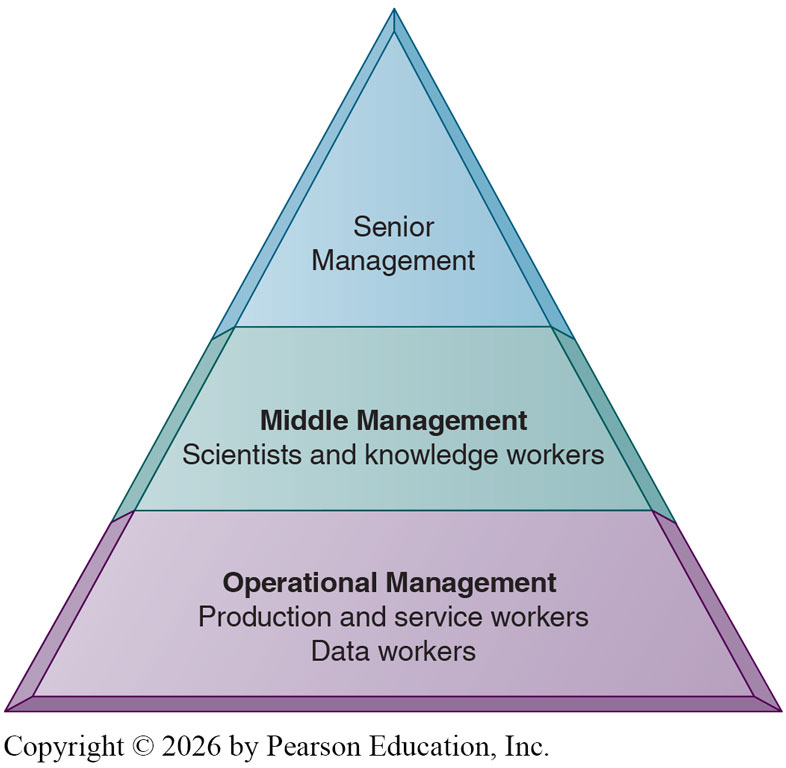 Senior
Management
Middle Management
Scientists and knowledge workers
Operational Management
Production and service workers
Data workers
Copyright © 2026 by Pearson Education, Inc.